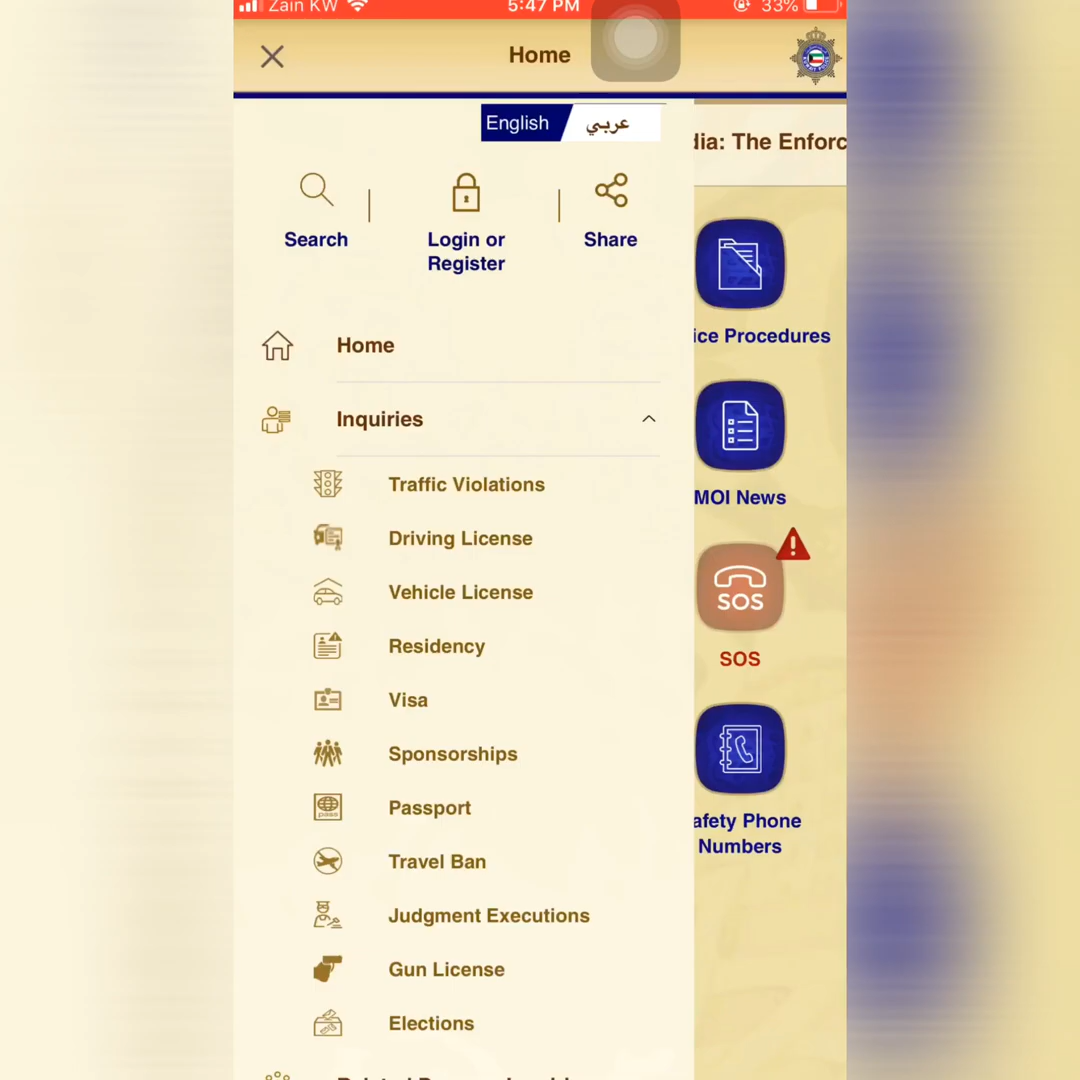 Zain KW
5:47 PM
33%
Home
English
عربي
dia: The Enforc
Search
Login or
Register
Share
Home
Inquiries
Traffic Violations
Driving License
Vehicle License
Residency
Visa
Sponsorships
Passport
pass
Travel Ban
Judgment Executions
Gun License
Elections
ice Procedures
MOI News
SOS
SOS
afety Phone
Numbers